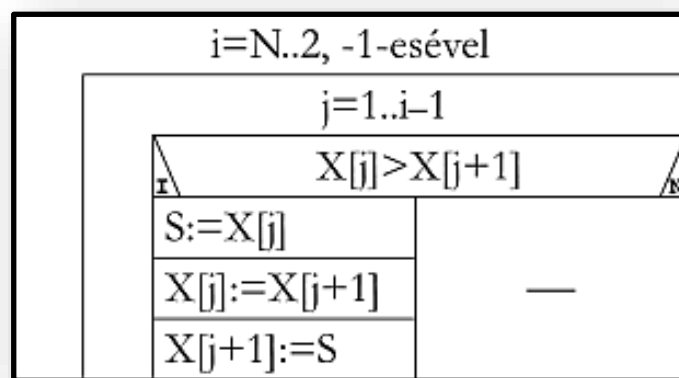 i=N..2, -1-esével
j=1..i–1
I X[j]>X[j+1] N
S:=X[j]
X[j]:=X[j+1] —
X[j+1]:=S